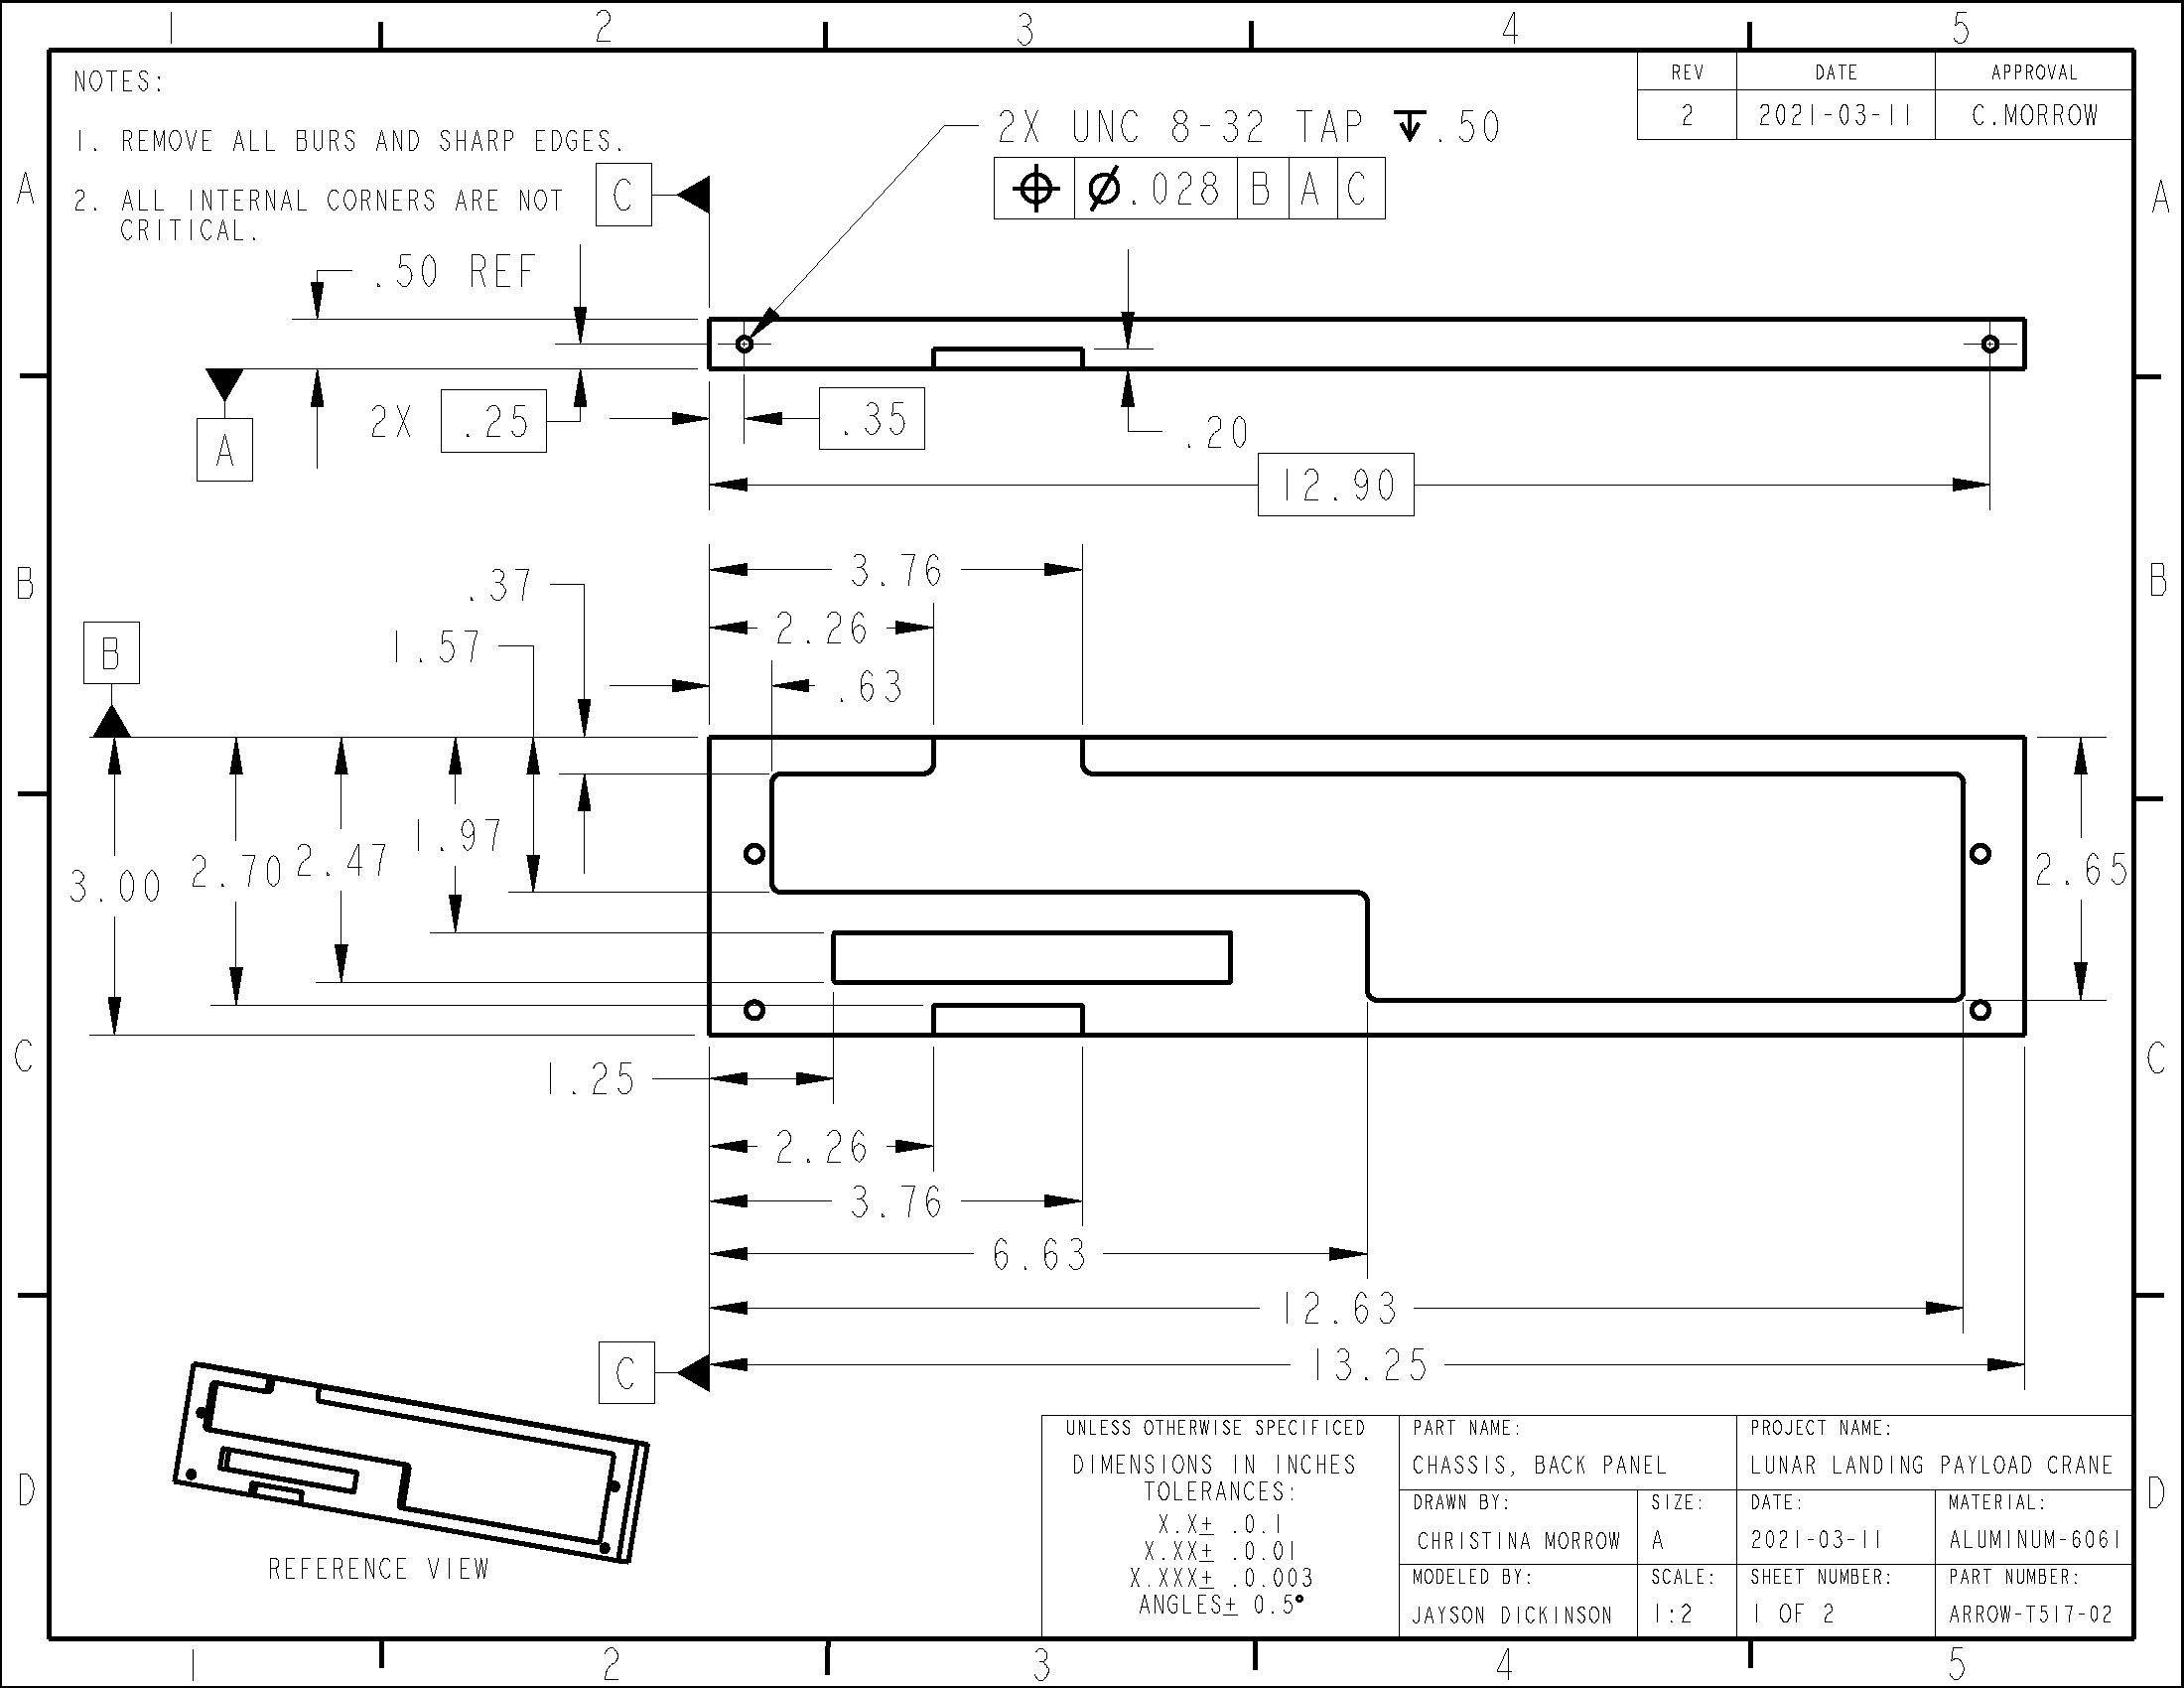 1 2 3 4 5
NOTES:
1. REMOVE ALL BURS AND SHARP EDGES.
2. ALL INTERNAL CORNERS ARE NOT
CRITICAL.
REV DATE APPROVAL
2 2021-03-11 C.MORROW
2X UNC 8-32 TAP ↧.50
⌖ Ø.028 B A C
A
A
C
.50 REF
A
2X .25
.35
.20
12.90
B
B
3.76
.37
2.26
1.57
B
.63
3.00
2.70
2.47
1.97
2.65
C
C
1.25
2.26
3.76
6.63
12.63
C
13.25
D
D
REFERENCE VIEW
UNLESS OTHERWISE SPECIFICED
DIMENSIONS IN INCHES
TOLERANCES:
X.X± .0.1
X.XX± .0.01
X.XXX± .0.003
ANGLES± 0.5°
PART NAME:
CHASSIS, BACK PANEL
PROJECT NAME:
LUNAR LANDING PAYLOAD CRANE
DRAWN BY:
CHRISTINA MORROW
SIZE:
A
DATE:
2021-03-11
MATERIAL:
ALUMINUM-6061
MODELED BY:
JAYSON DICKINSON
SCALE:
1:2
SHEET NUMBER:
1 OF 2
PART NUMBER:
ARROW-T517-02
1 2 3 4 5